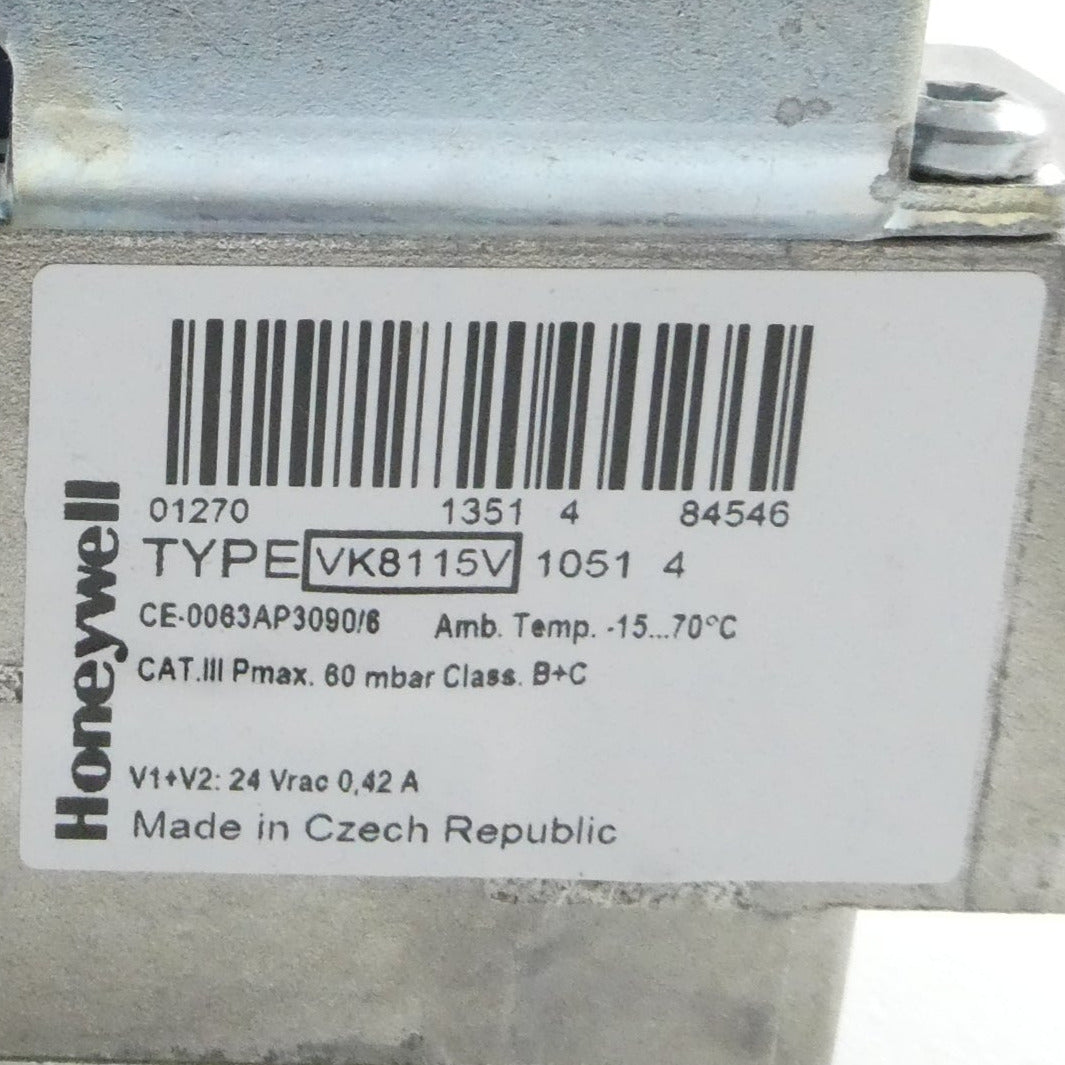 Honeywell
01270 1351 4 84546
TYPE VK8115V 1051 4
CE-0063AP3090/6 Amb. Temp. -15...70°C
CAT.III Pmax. 60 mbar Class. B+C
V1+V2: 24 Vrac 0,42 A
Made in Czech Republic